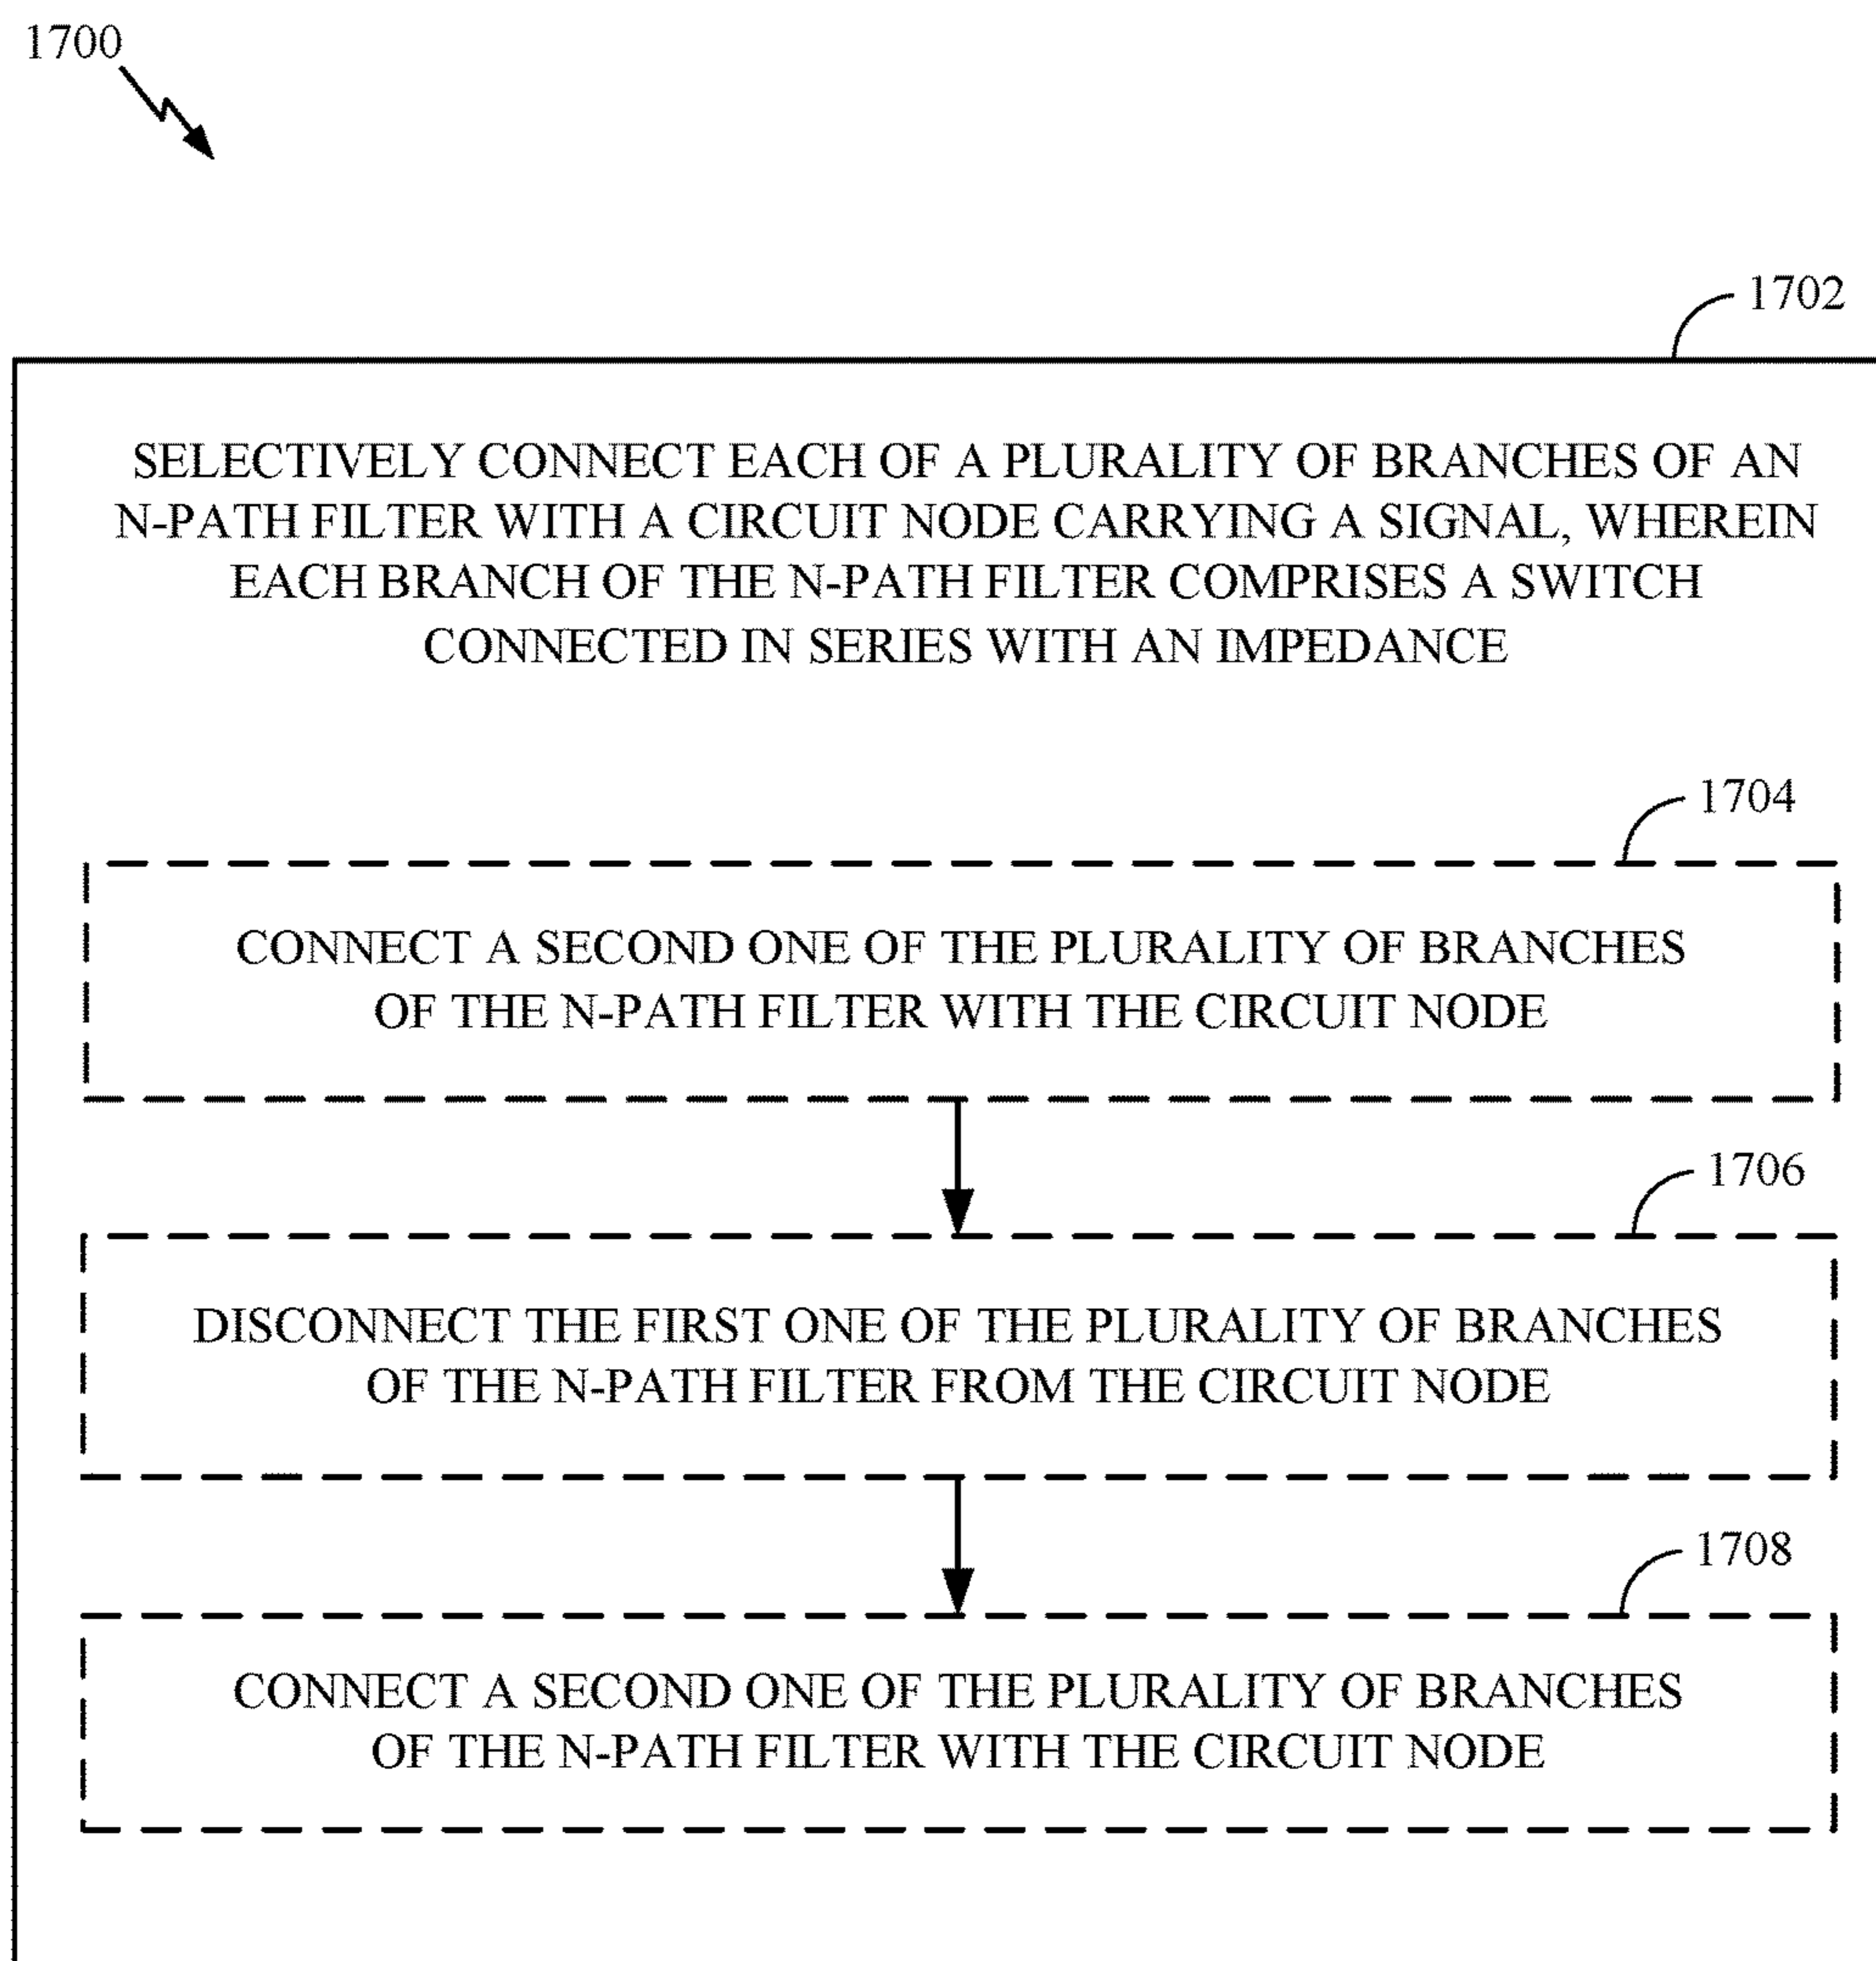 1700
1702
SELECTIVELY CONNECT EACH OF A PLURALITY OF BRANCHES OF AN
N-PATH FILTER WITH A CIRCUIT NODE CARRYING A SIGNAL, WHEREIN
EACH BRANCH OF THE N-PATH FILTER COMPRISES A SWITCH
CONNECTED IN SERIES WITH AN IMPEDANCE
1704
CONNECT A SECOND ONE OF THE PLURALITY OF BRANCHES
OF THE N-PATH FILTER WITH THE CIRCUIT NODE
1706
DISCONNECT THE FIRST ONE OF THE PLURALITY OF BRANCHES
OF THE N-PATH FILTER FROM THE CIRCUIT NODE
1708
CONNECT A SECOND ONE OF THE PLURALITY OF BRANCHES
OF THE N-PATH FILTER WITH THE CIRCUIT NODE